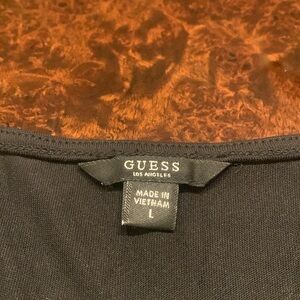 GUESS
LOS ANGELES
MADE IN
VIETNAM
L